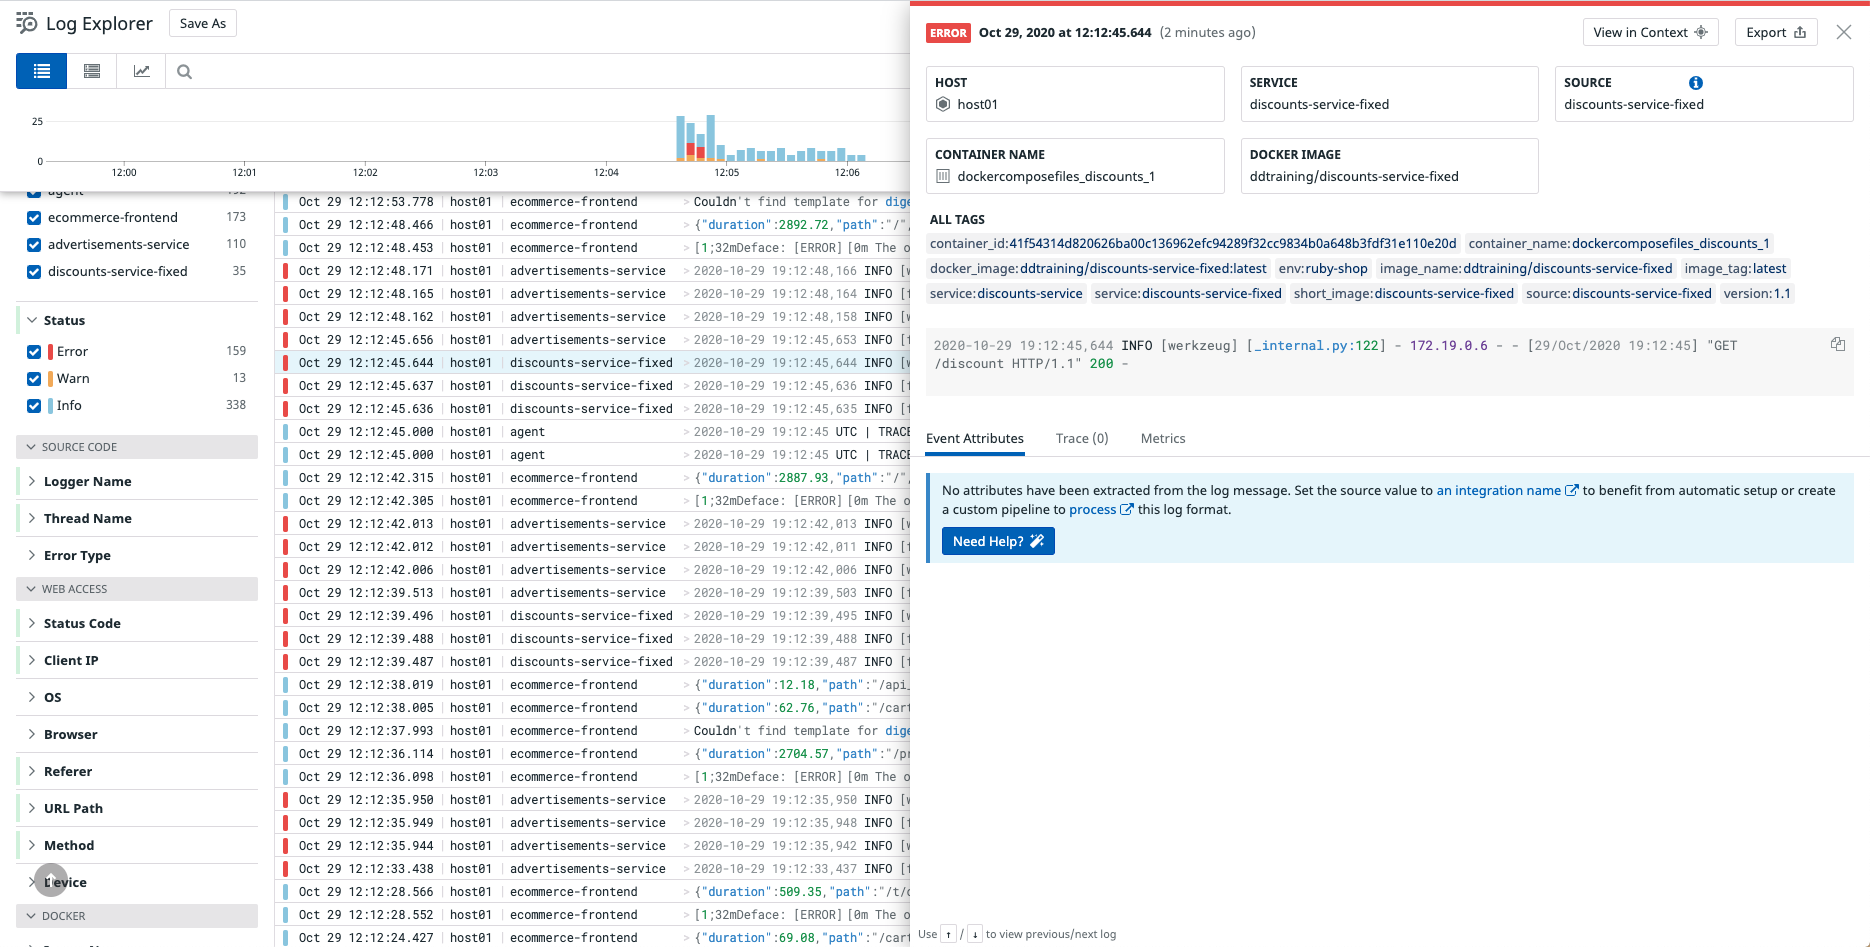 Log Explorer
Save As
25
0
12:00
12:01
12:02
12:03
12:04
12:05
12:06
agent 192
ecommerce-frontend 173
advertisements-service 110
discounts-service-fixed 35
Status
Error 159
Warn 13
Info 338
SOURCE CODE
Logger Name
Thread Name
Error Type
WEB ACCESS
Status Code
Client IP
OS
Browser
Referer
URL Path
Method
Device
DOCKER
Oct 29 12:12:53.778 host01 ecommerce-frontend > Couldn't find template for dige
Oct 29 12:12:48.466 host01 ecommerce-frontend > {"duration":2892.72,"path":"/"
Oct 29 12:12:48.453 host01 ecommerce-frontend > [1;32mDeface: [ERROR] [0m The o
Oct 29 12:12:48.171 host01 advertisements-service > 2020-10-29 19:12:48,166 INFO [w
Oct 29 12:12:48.165 host01 advertisements-service > 2020-10-29 19:12:48,164 INFO [t
Oct 29 12:12:48.162 host01 advertisements-service > 2020-10-29 19:12:48,158 INFO [t
Oct 29 12:12:45.656 host01 advertisements-service > 2020-10-29 19:12:45,653 INFO [t
Oct 29 12:12:45.644 host01 discounts-service-fixed > 2020-10-29 19:12:45,644 INFO [w
Oct 29 12:12:45.637 host01 discounts-service-fixed > 2020-10-29 19:12:45,636 INFO [t
Oct 29 12:12:45.636 host01 discounts-service-fixed > 2020-10-29 19:12:45,635 INFO [t
Oct 29 12:12:45.000 host01 agent > 2020-10-29 19:12:45 UTC | TRACE
Oct 29 12:12:45.000 host01 agent > 2020-10-29 19:12:45 UTC | TRACE
Oct 29 12:12:42.315 host01 ecommerce-frontend > {"duration":2887.93,"path":"/"
Oct 29 12:12:42.305 host01 ecommerce-frontend > [1;32mDeface: [ERROR] [0m The o
Oct 29 12:12:42.013 host01 advertisements-service > 2020-10-29 19:12:42,013 INFO [w
Oct 29 12:12:42.012 host01 advertisements-service > 2020-10-29 19:12:42,011 INFO [t
Oct 29 12:12:42.006 host01 advertisements-service > 2020-10-29 19:12:42,006 INFO [t
Oct 29 12:12:39.513 host01 advertisements-service > 2020-10-29 19:12:39,503 INFO [t
Oct 29 12:12:39.496 host01 discounts-service-fixed > 2020-10-29 19:12:39,495 INFO [w
Oct 29 12:12:39.488 host01 discounts-service-fixed > 2020-10-29 19:12:39,488 INFO [t
Oct 29 12:12:39.487 host01 discounts-service-fixed > 2020-10-29 19:12:39,487 INFO [t
Oct 29 12:12:38.019 host01 ecommerce-frontend > {"duration":12.18,"path":"/api_
Oct 29 12:12:38.005 host01 ecommerce-frontend > {"duration":62.76,"path":"/cart
Oct 29 12:12:37.993 host01 ecommerce-frontend > Couldn't find template for dige
Oct 29 12:12:36.114 host01 ecommerce-frontend > {"duration":2704.57,"path":"/pr
Oct 29 12:12:36.098 host01 ecommerce-frontend > [1;32mDeface: [ERROR] [0m The o
Oct 29 12:12:35.950 host01 advertisements-service > 2020-10-29 19:12:35,950 INFO [w
Oct 29 12:12:35.949 host01 advertisements-service > 2020-10-29 19:12:35,948 INFO [t
Oct 29 12:12:35.944 host01 advertisements-service > 2020-10-29 19:12:35,942 INFO [t
Oct 29 12:12:33.438 host01 advertisements-service > 2020-10-29 19:12:33,437 INFO [t
Oct 29 12:12:28.566 host01 ecommerce-frontend > {"duration":509.35,"path":"/t/c
Oct 29 12:12:28.552 host01 ecommerce-frontend > [1;32mDeface: [ERROR] [0m The o
Oct 29 12:12:24.427 host01 ecommerce-frontend > {"duration":69.08,"path":"/cart
ERROR Oct 29, 2020 at 12:12:45.644 (2 minutes ago)
View in Context
Export
HOST
host01
SERVICE
discounts-service-fixed
SOURCE
discounts-service-fixed
CONTAINER NAME
dockercomposefiles_discounts_1
DOCKER IMAGE
ddtraining/discounts-service-fixed
ALL TAGS
container_id:41f54314d820626ba00c136962efc94289f32cc9834b0a648b3fdf31e110e20d container_name:dockercomposefiles_discounts_1
docker_image:ddtraining/discounts-service-fixed:latest env:ruby-shop image_name:ddtraining/discounts-service-fixed image_tag:latest
service:discounts-service service:discounts-service-fixed short_image:discounts-service-fixed source:discounts-service-fixed version:1.1
2020-10-29 19:12:45,644 INFO [werkzeug] [_internal.py:122] - 172.19.0.6 - - [29/Oct/2020 19:12:45] "GET
/discount HTTP/1.1" 200 -
Event Attributes
Trace (0)
Metrics
No attributes have been extracted from the log message. Set the source value to an integration name to benefit from automatic setup or create
a custom pipeline to process this log format.
Need Help?
Use ↑ / ↓ to view previous/next log